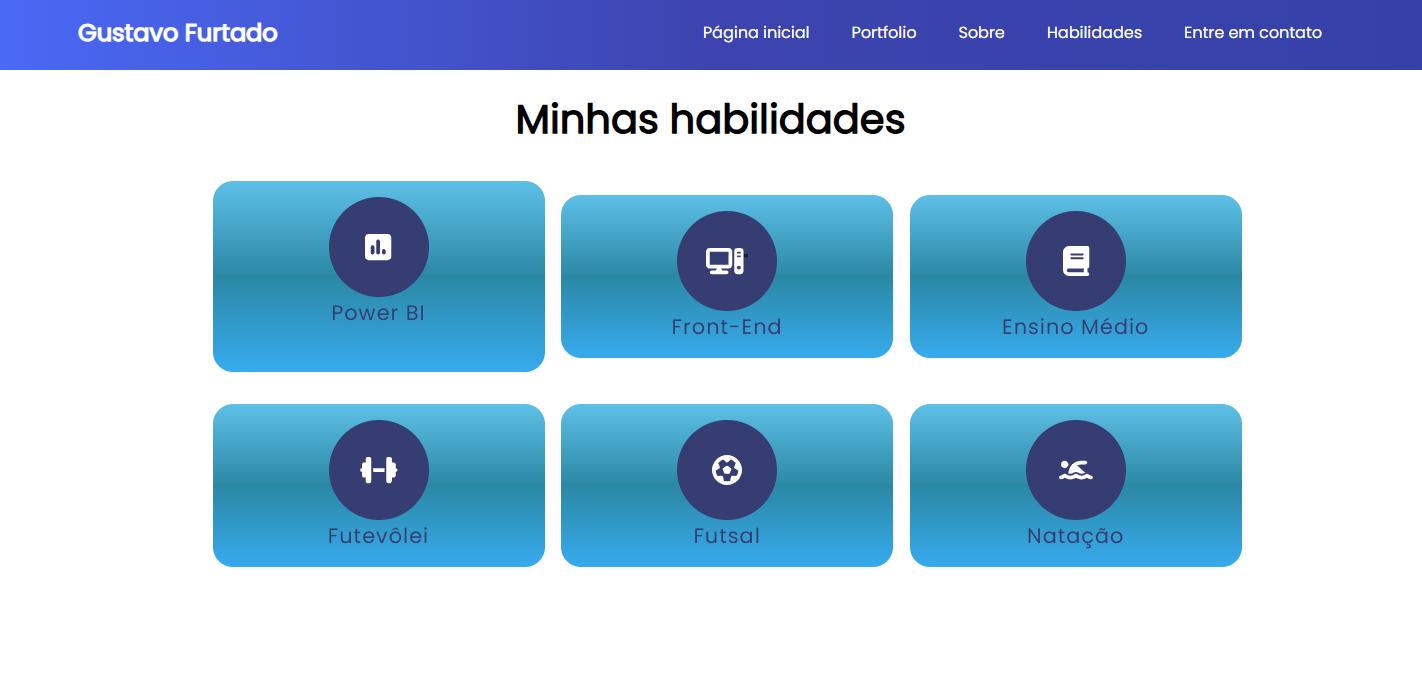 Gustavo Furtado
Página inicial Portfolio Sobre Habilidades Entre em contato
Minhas habilidades
Power BI
Front-End
Ensino Médio
Futevôlei
Futsal
Natação